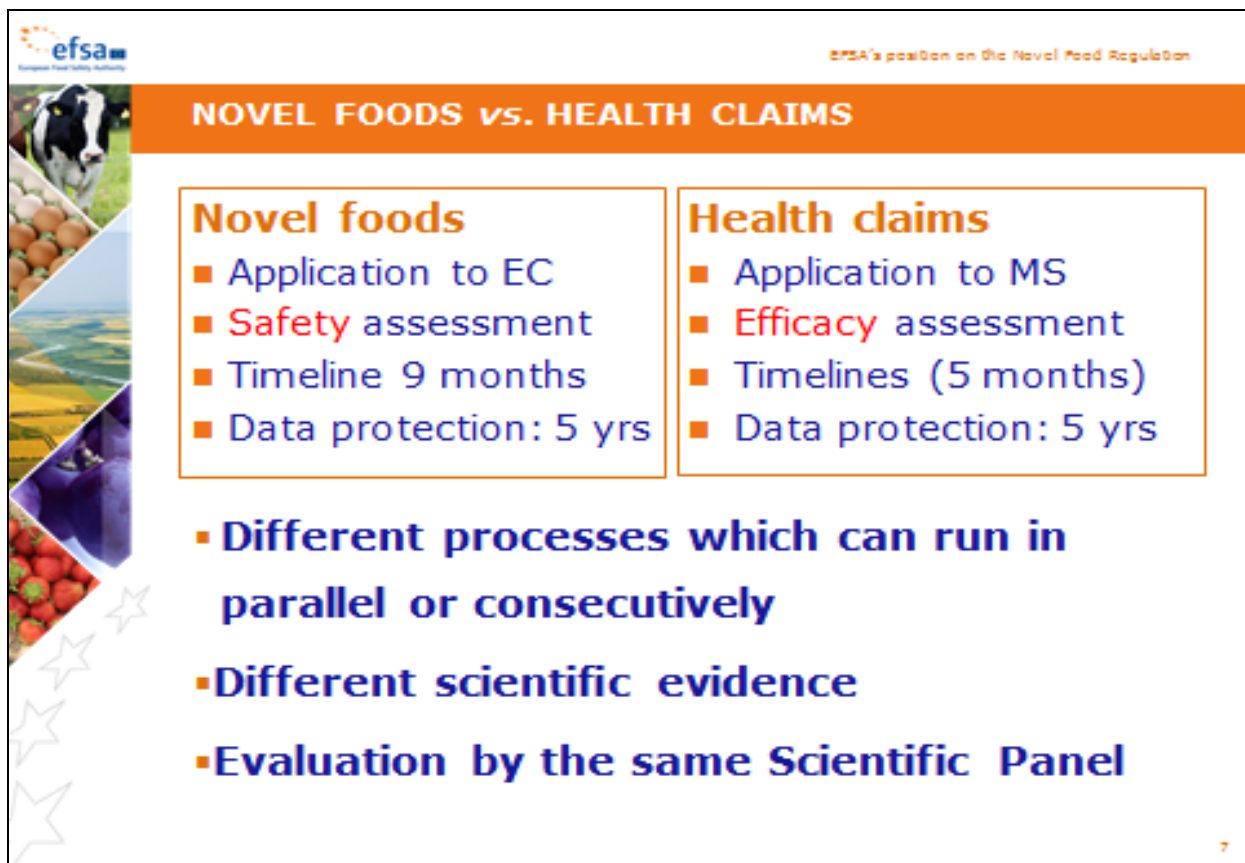 efsa
European Food Safety Authority
EFSA's position on the Novel Food Regulation
NOVEL FOODS vs. HEALTH CLAIMS
Novel foods
■ Application to EC
■ Safety assessment
■ Timeline 9 months
■ Data protection: 5 yrs
Health claims
■ Application to MS
■ Efficacy assessment
■ Timelines (5 months)
■ Data protection: 5 yrs
▪ Different processes which can run in
parallel or consecutively
▪Different scientific evidence
▪Evaluation by the same Scientific Panel
7